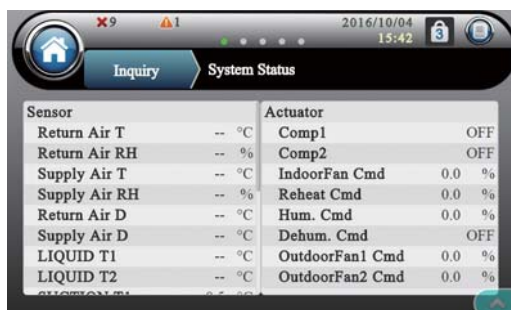 9 1 2016/10/04
15:42 3
Inquiry System Status
Sensor
Return Air T -- °C
Return Air RH -- %
Supply Air T -- °C
Supply Air RH -- %
Return Air D -- °C
Supply Air D -- °C
LIQUID T1 -- °C
LIQUID T2 -- °C
Actuator
Comp1 OFF
Comp2 OFF
IndoorFan Cmd 0.0 %
Reheat Cmd 0.0 %
Hum. Cmd 0.0 %
Dehum. Cmd OFF
OutdoorFan1 Cmd 0.0 %
OutdoorFan2 Cmd 0.0 %